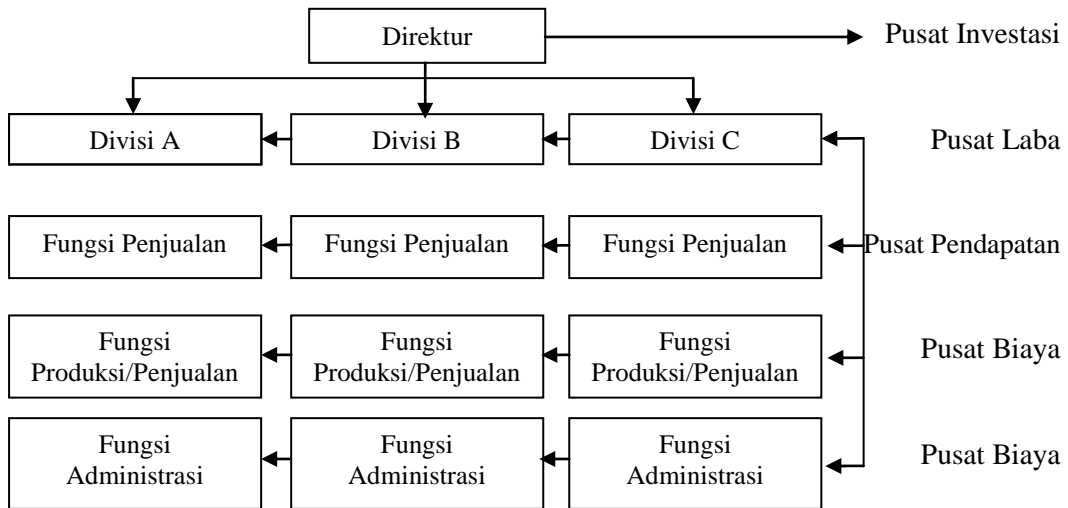 Direktur
Pusat Investasi
Divisi A
Divisi B
Divisi C
Pusat Laba
Fungsi Penjualan
Fungsi Penjualan
Fungsi Penjualan
Pusat Pendapatan
Fungsi
Produksi/Penjualan
Fungsi
Produksi/Penjualan
Fungsi
Produksi/Penjualan
Pusat Biaya
Fungsi
Administrasi
Fungsi
Administrasi
Fungsi
Administrasi
Pusat Biaya